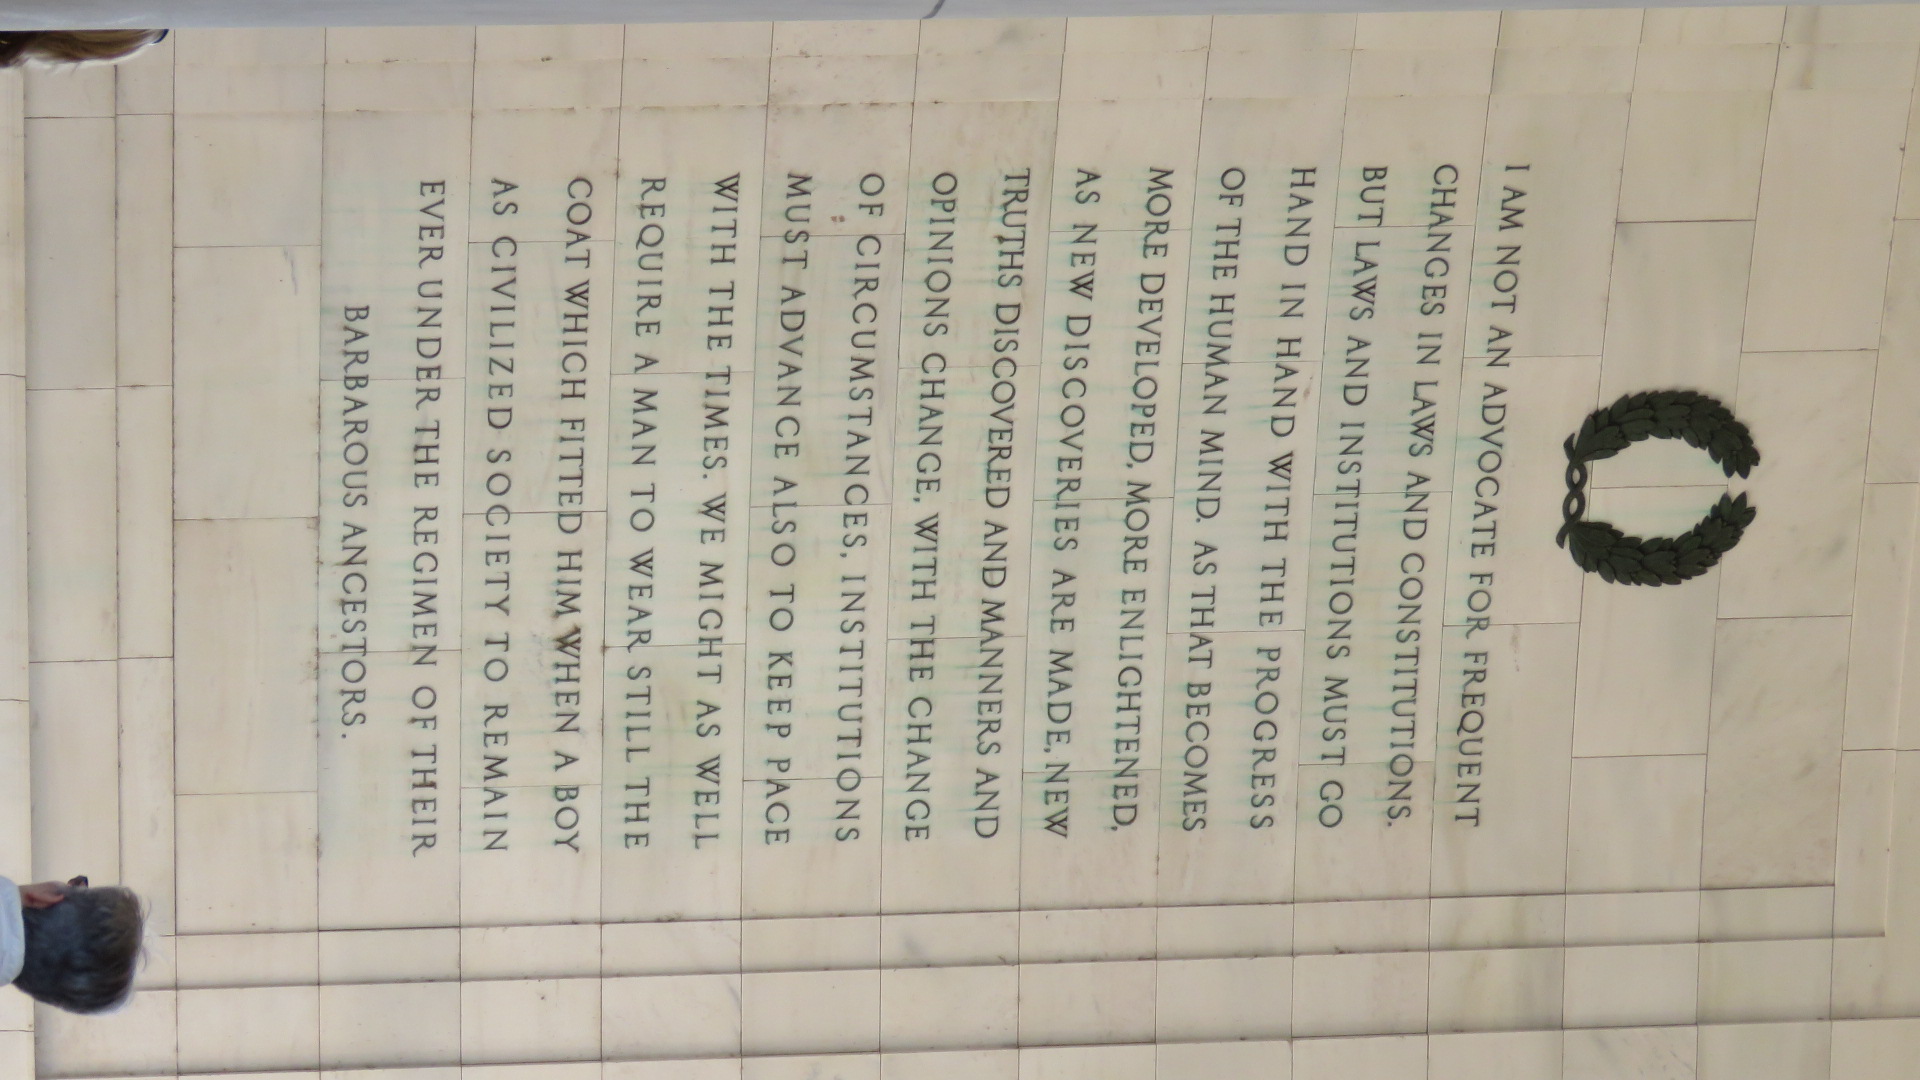 I AM NOT AN ADVOCATE FOR FREQUENT
CHANGES IN LAWS AND CONSTITUTIONS.
BUT LAWS AND INSTITUTIONS MUST GO
HAND IN HAND WITH THE PROGRESS
OF THE HUMAN MIND. AS THAT BECOMES
MORE DEVELOPED, MORE ENLIGHTENED,
AS NEW DISCOVERIES ARE MADE, NEW
TRUTHS DISCOVERED AND MANNERS AND
OPINIONS CHANGE, WITH THE CHANGE
OF CIRCUMSTANCES, INSTITUTIONS
MUST ADVANCE ALSO TO KEEP PACE
WITH THE TIMES. WE MIGHT AS WELL
REQUIRE A MAN TO WEAR STILL THE
COAT WHICH FITTED HIM WHEN A BOY
AS CIVILIZED SOCIETY TO REMAIN
EVER UNDER THE REGIMEN OF THEIR
BARBAROUS ANCESTORS.